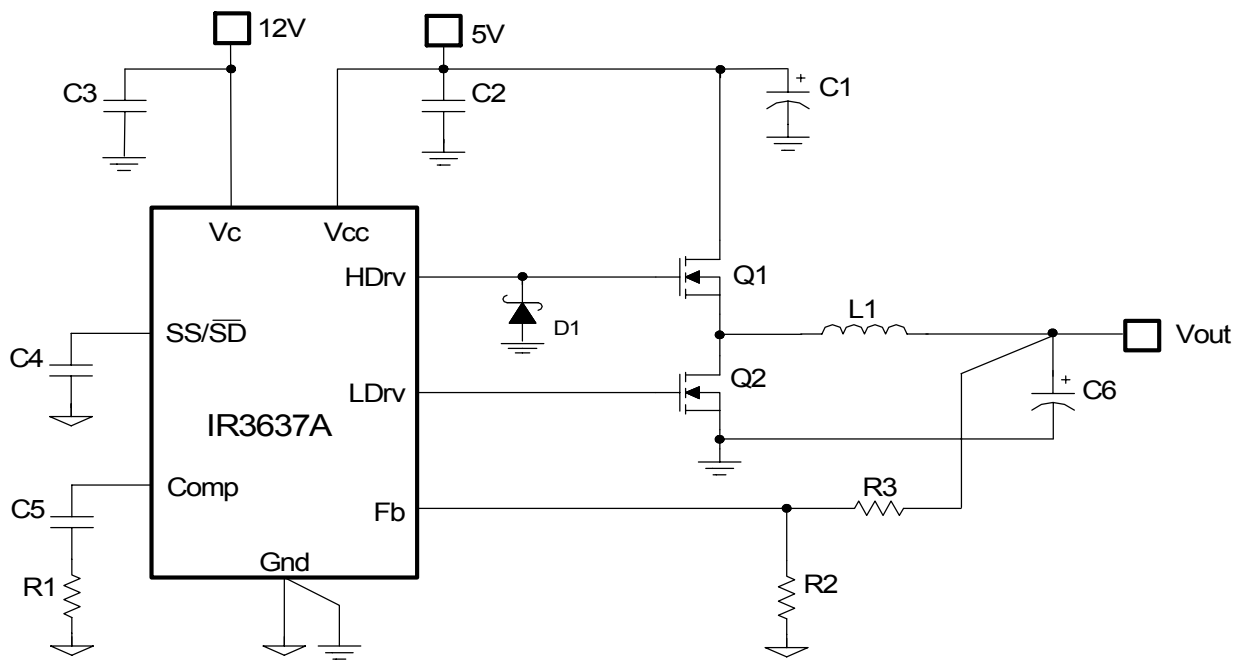 12V
5V
C3
C2
+
C1
Vc
Vcc
HDrv
Q1
D1
L1
SS/S̅D̅
Vout
C4
LDrv
Q2
+
C6
IR3637A
Comp
C5
Fb
R3
Gnd
R1
R2